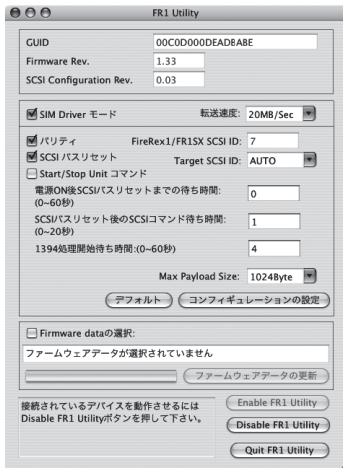 FR1 Utility
GUID 00C0D000DEADBABE
Firmware Rev. 1.33
SCSI Configuration Rev. 0.03
SIM Driver モード 転送速度: 20MB/Sec
パリティ FireRex1/FR1SX SCSI ID: 7
SCSI バスリセット Target SCSI ID: AUTO
Start/Stop Unit コマンド
電源ON後SCSIバスリセットまでの待ち時間:
(0~60秒) 0
SCSIバスリセット後のSCSIコマンド待ち時間:
(0~20秒) 1
1394処理開始待ち時間:(0~60秒) 4
Max Payload Size: 1024Byte
デフォルト コンフィギュレーションの設定
Firmware dataの選択:
ファームウェアデータが選択されていません
ファームウェアデータの更新
接続されているデバイスを動作させるには
Disable FR1 Utilityボタンを押して下さい。
Enable FR1 Utility
Disable FR1 Utility
Quit FR1 Utility